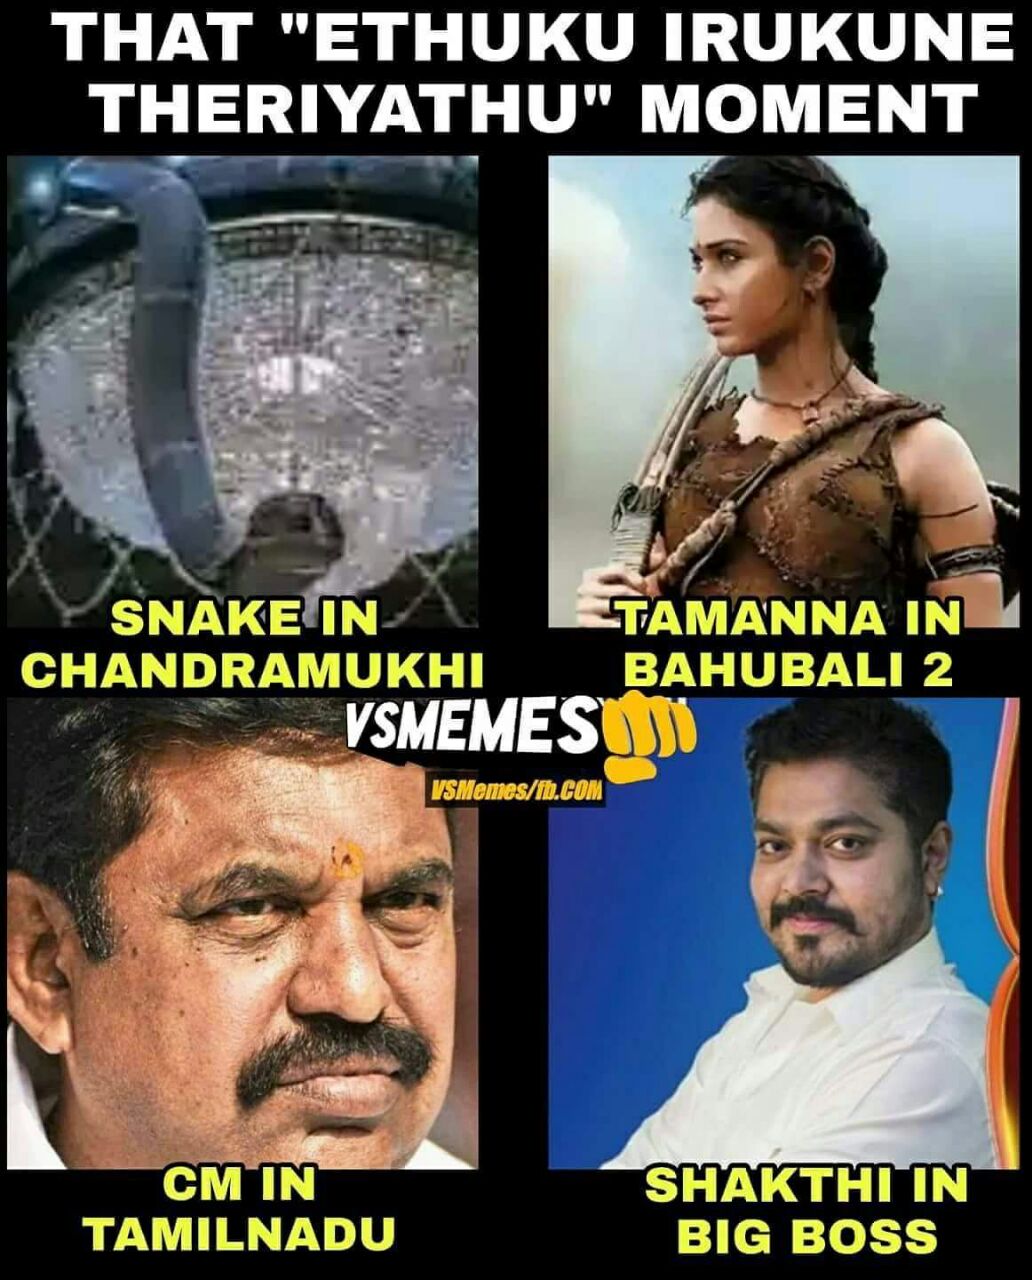 THAT "ETHUKU IRUKUNE
THERIYATHU" MOMENT
SNAKE IN
CHANDRAMUKHI
TAMANNA IN
BAHUBALI 2
VSMEMES
VSMemes/fb.COM
CM IN
TAMILNADU
SHAKTHI IN
BIG BOSS